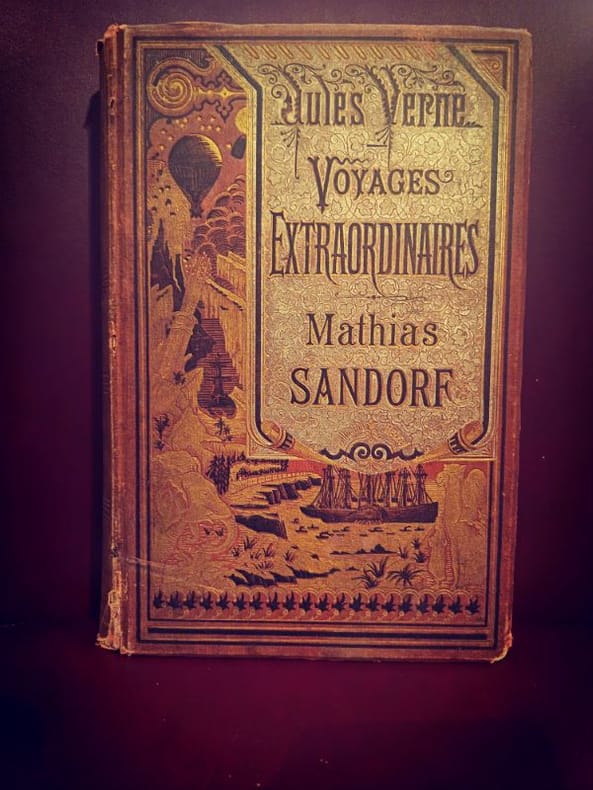 Jules Verne
VOYAGES
EXTRAORDINAIRES
Mathias
SANDORF